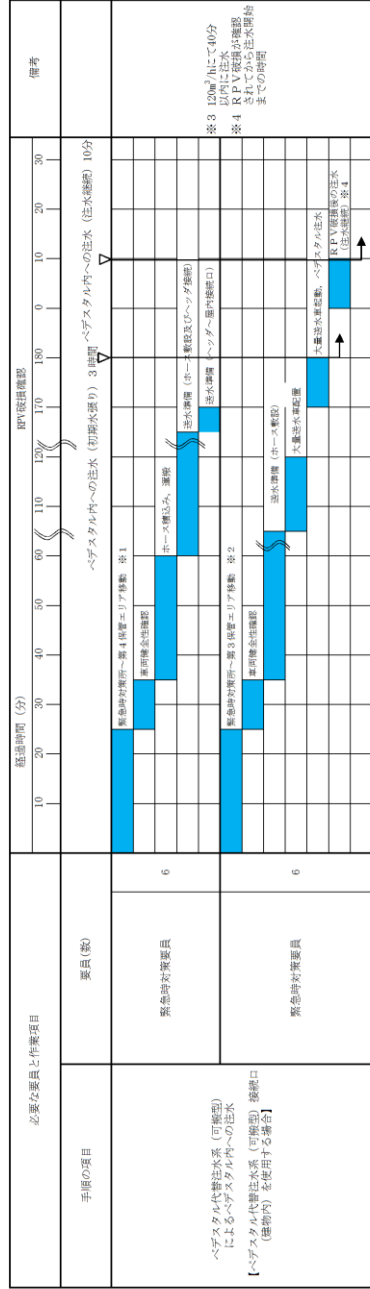 必要な要員と作業項目
経過時間（分）
備考
手順の項目
要員(数)
10 20 30 40 50 60 110 120 170 180 0 10 20 30
RPV破損確認
ペデスタル内への注水（初期水張り）３時間
ペデスタル内への注水（注水継続）10分
ペデスタル代替注水系（可搬型）
によるペデスタル内への注水
【ペデスタル代替注水系（可搬型）接続口
（建物内）を使用する場合】
緊急時対策要員
6
緊急時対策所～第４保管エリア移動　※１
車両健全性確認
ホース積込み，運搬
送水準備（ホース敷設及びヘッダ接続）
送水準備（ヘッダ～屋内接続口）
緊急時対策要員
6
緊急時対策所～第３保管エリア移動　※２
車両健全性確認
送水準備（ホース敷設）
大量送水車配置
大量送水車起動，ペデスタル注水
ＲＰＶ破損後の注水
（注水継続）※４
※３　120m³/hにて40分
以内に注水
※４　ＲＰＶ破損が確認
されてから注水開始
までの時間